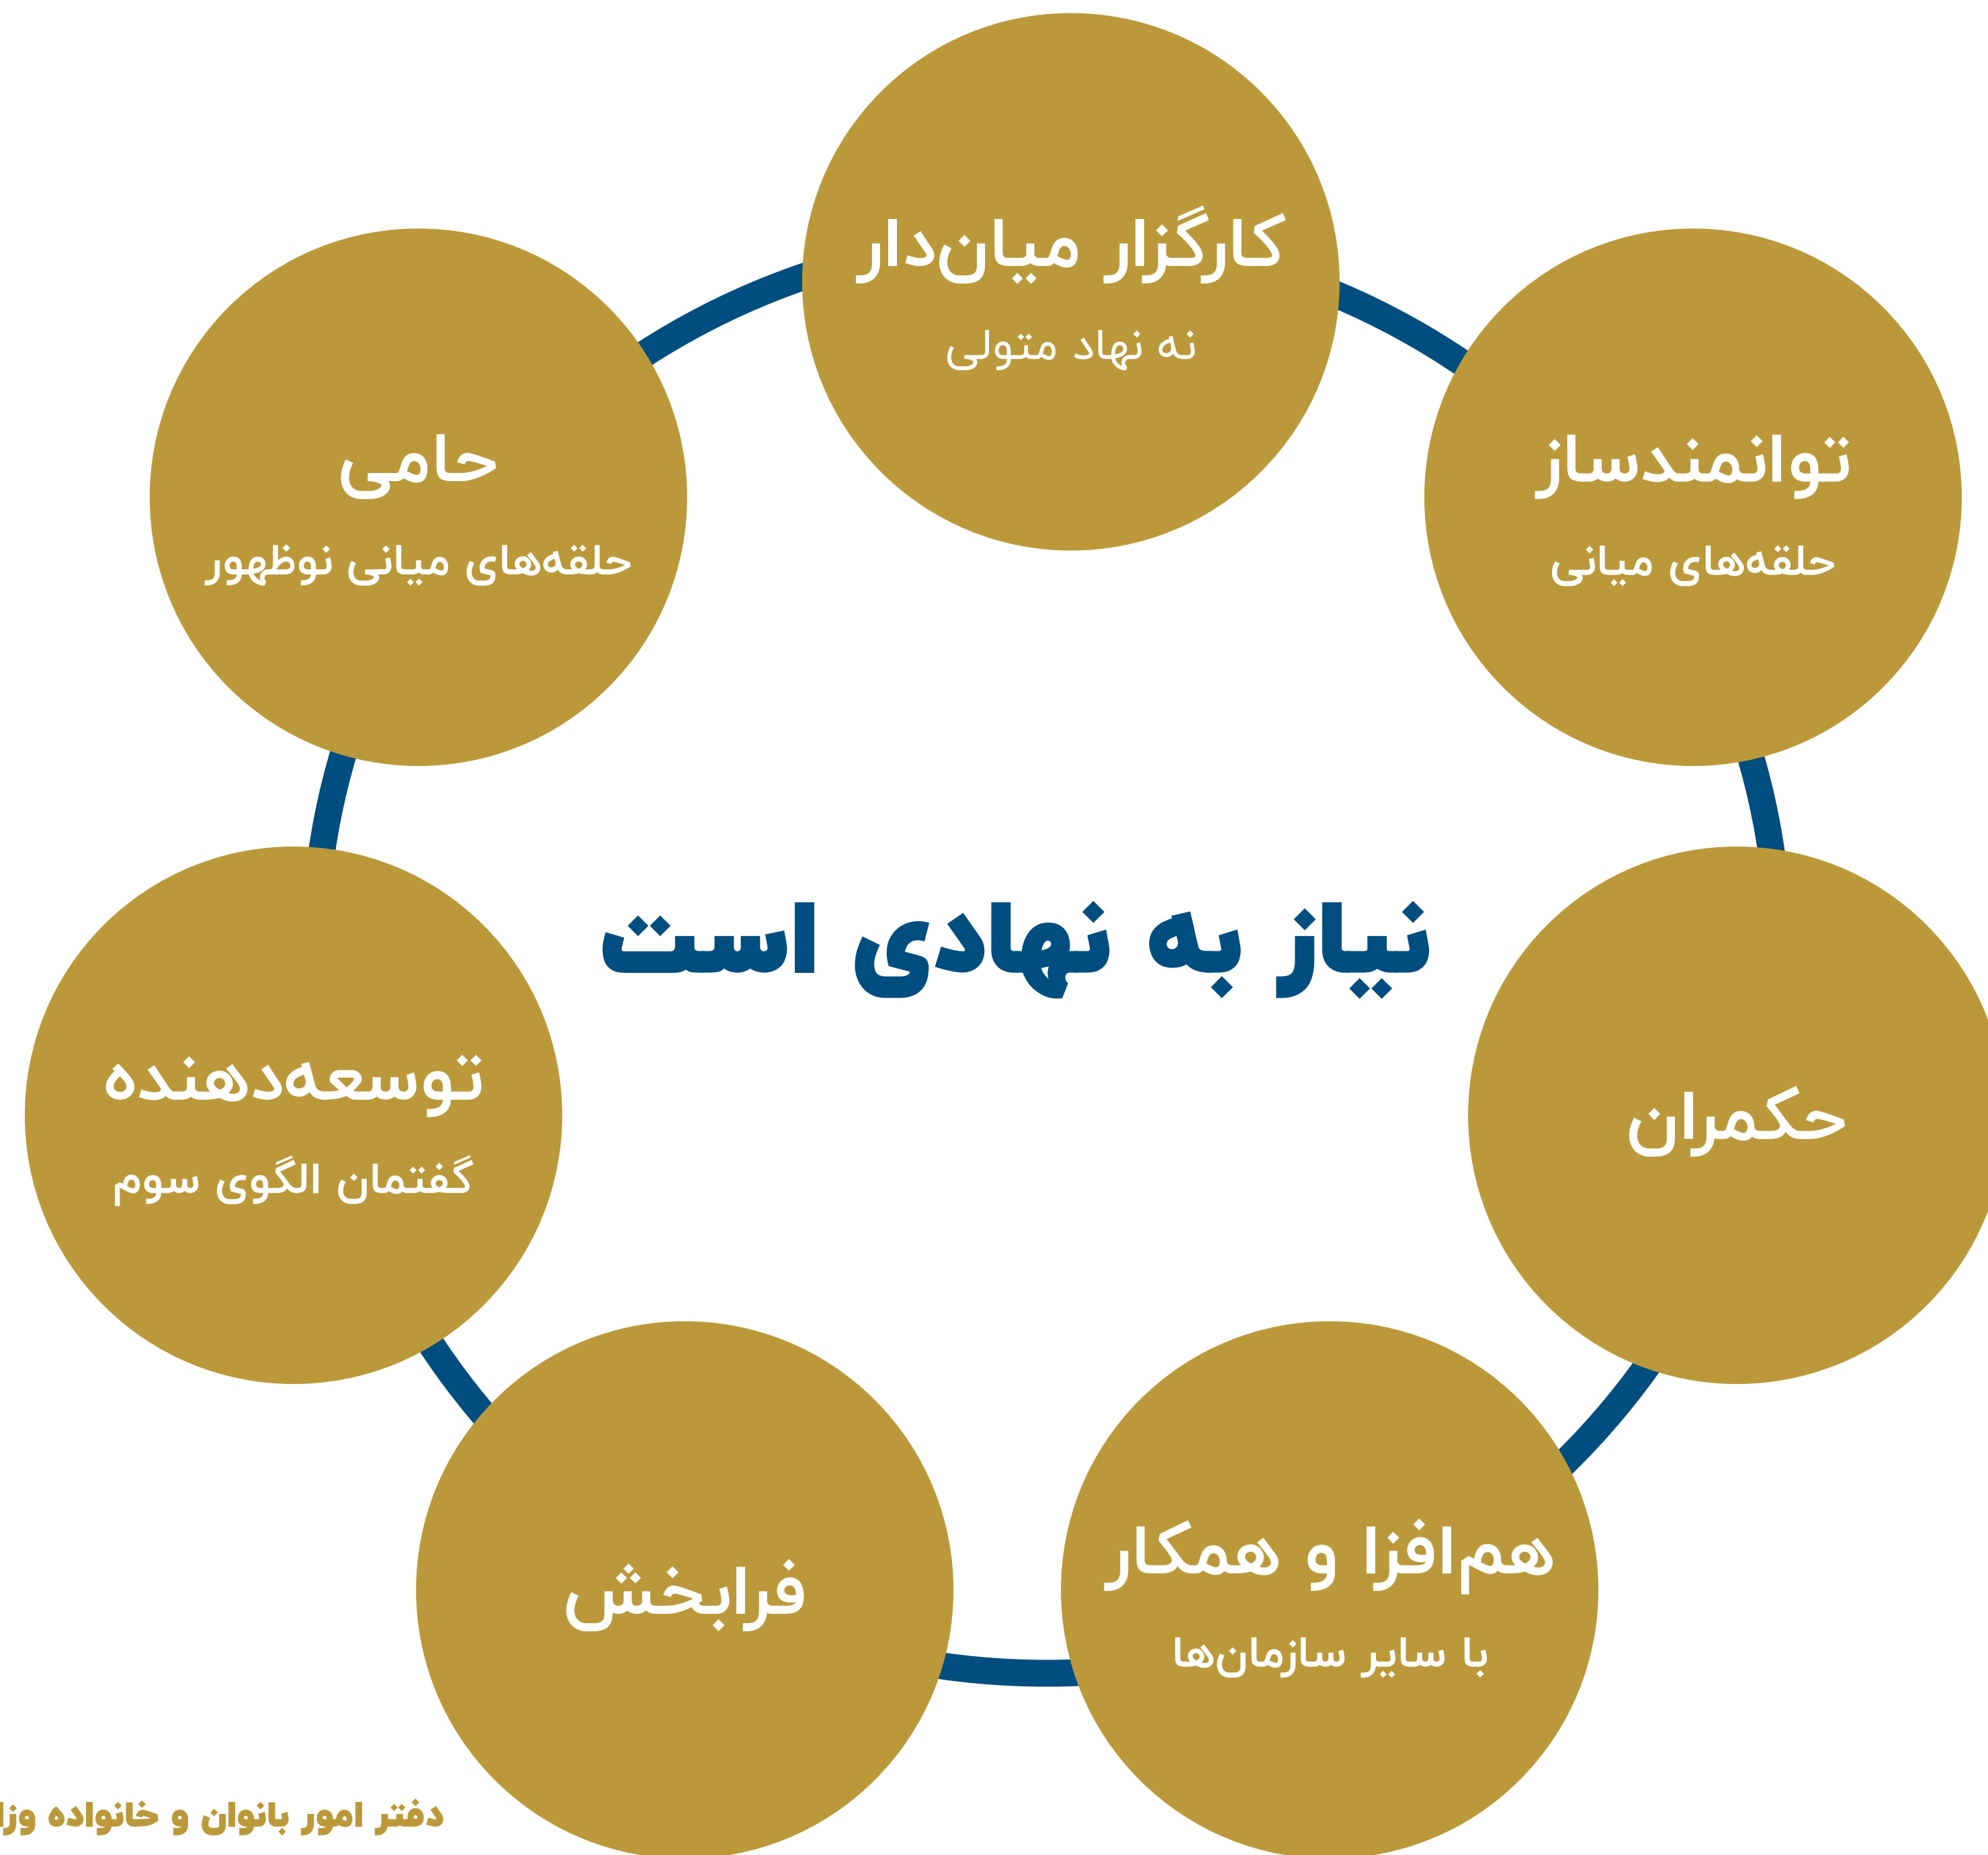 کارگزار میان‌دار
نه نهاد متولی
توانمندساز
حلقه‌های میانی
حامی
حلقه‌های میانی نوظهور
نیاز به نهادی است
حکمران
توسعه‌دهنده
گفتمان الگوی سوم
هم‌افزا و همکار
با سایر سازمان‌ها
فرابخش
دفتر امور بانوان و خانواده